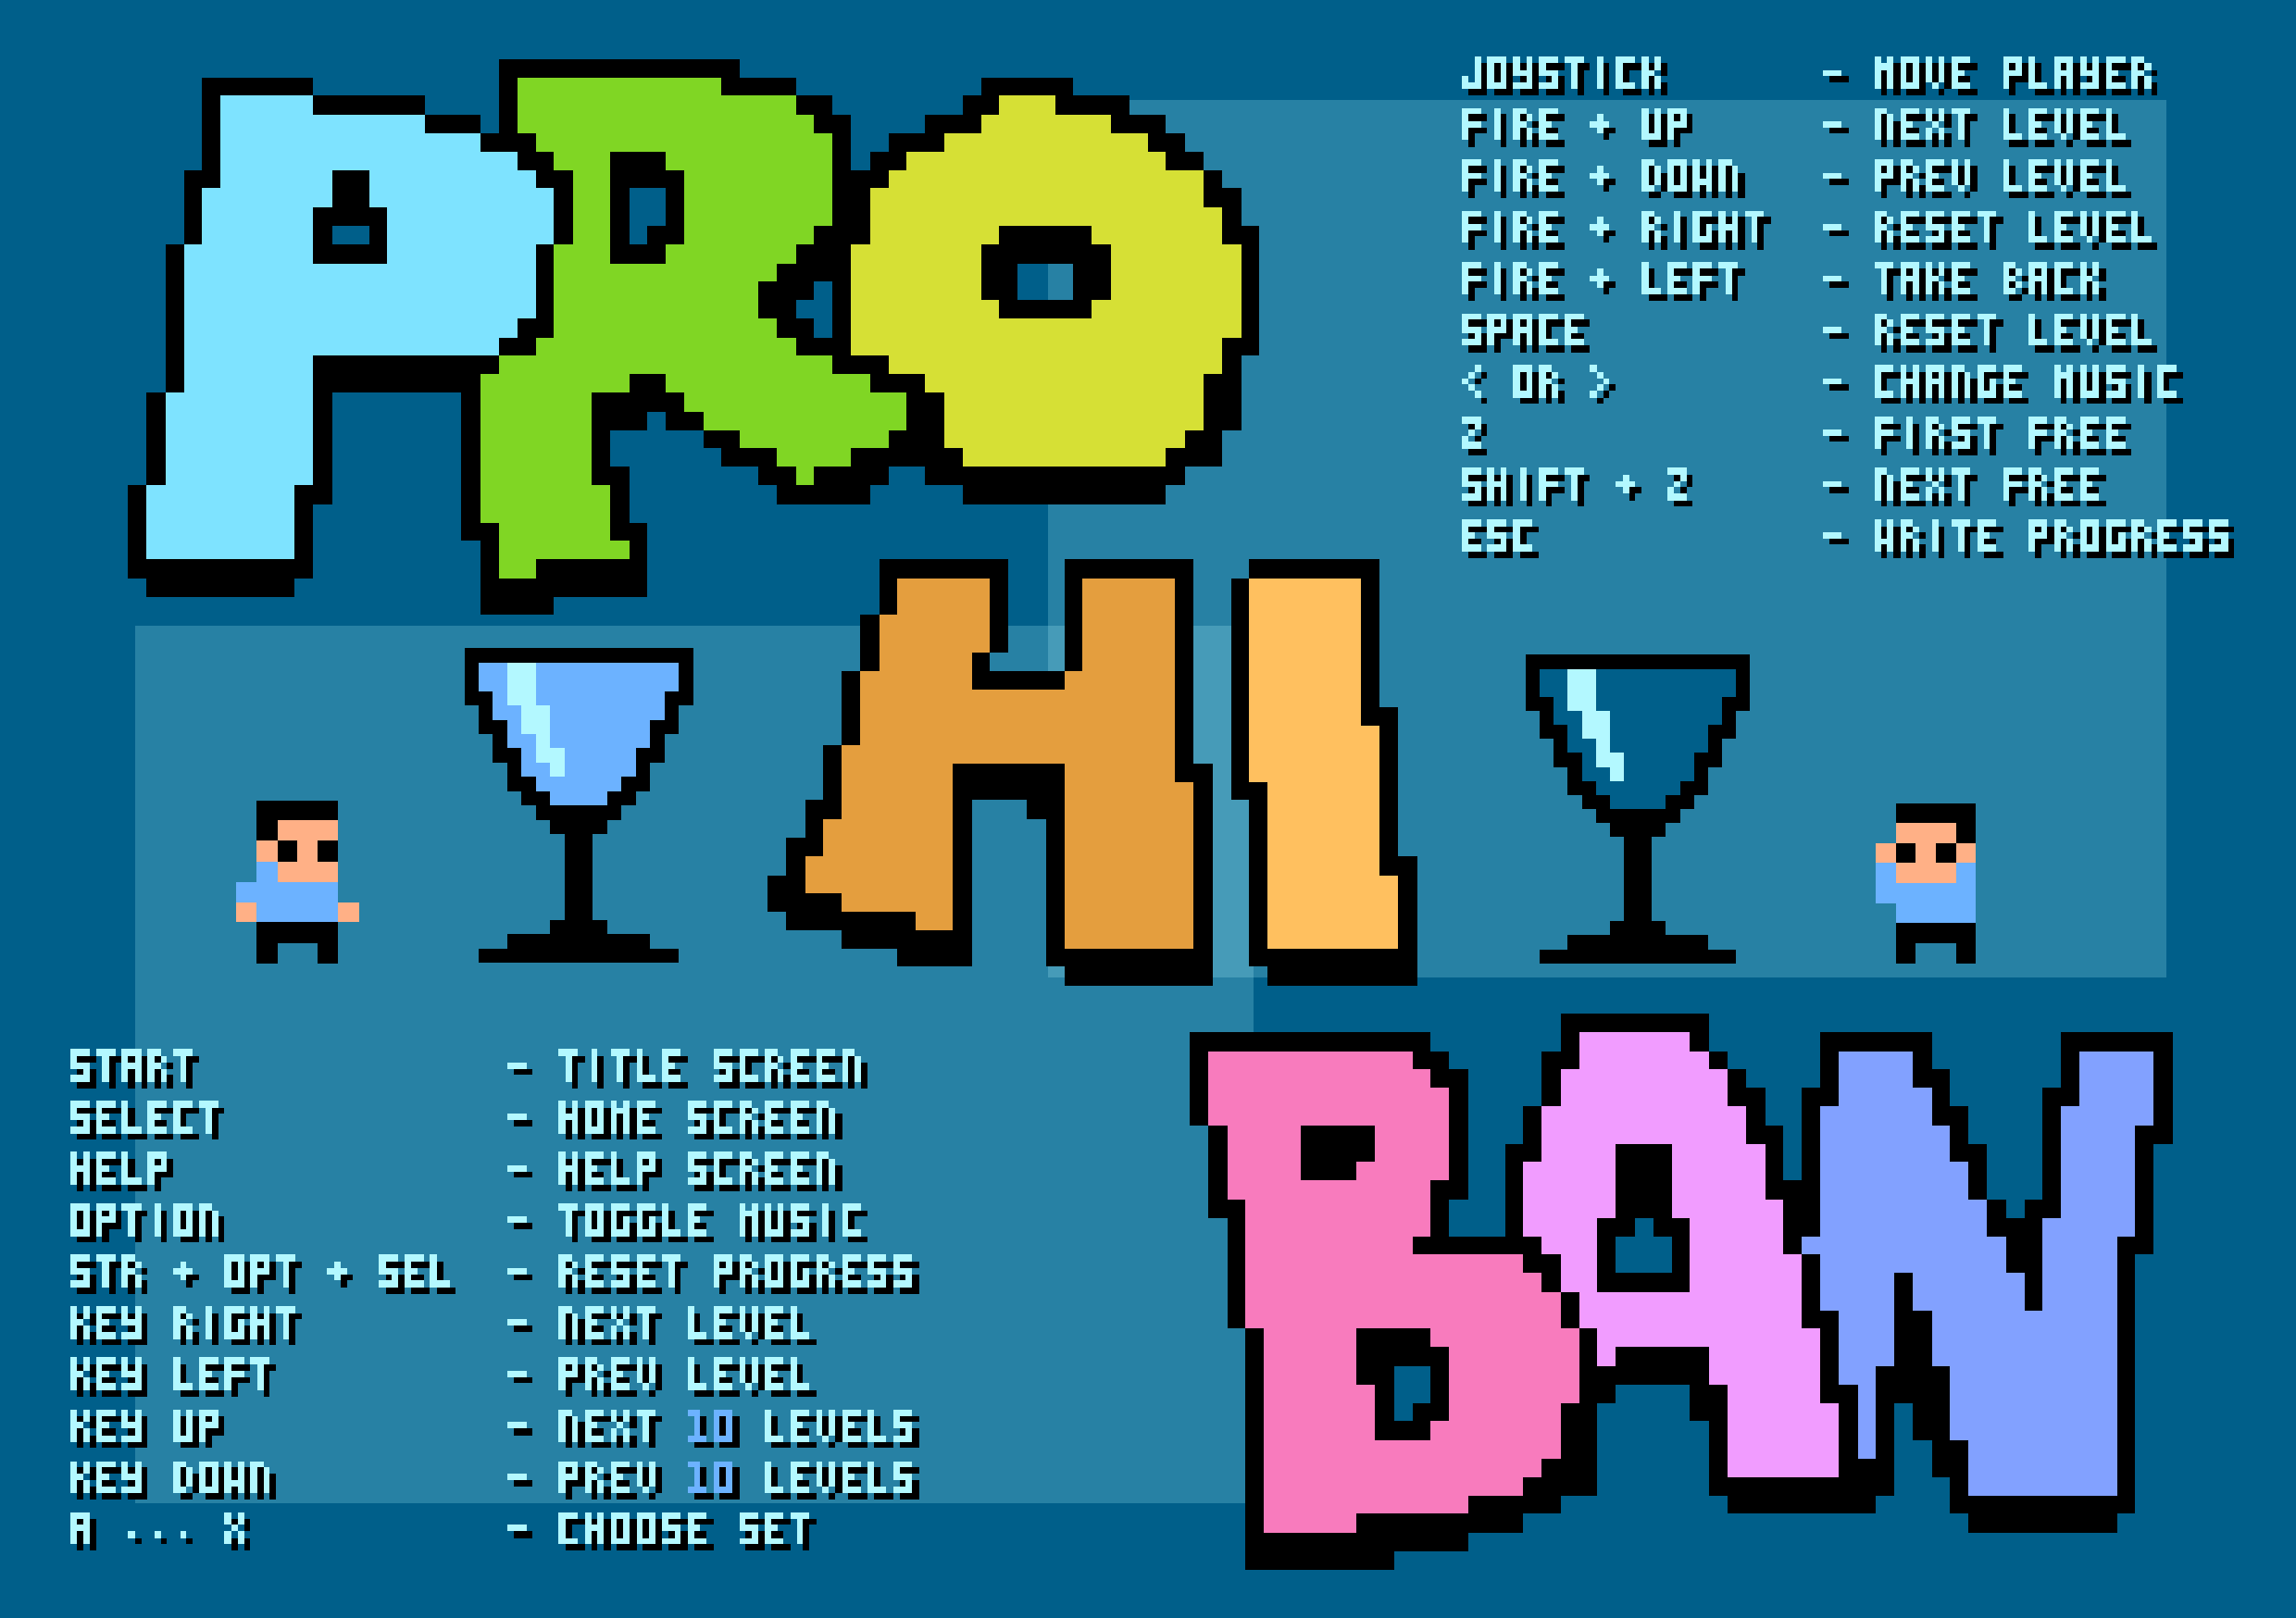 PRO
HI
BAN
JOYSTICK - MOVE PLAYER
FIRE + UP - NEXT LEVEL
FIRE + DOWN - PREV LEVEL
FIRE + RIGHT - RESET LEVEL
FIRE + LEFT - TAKE BACK
SPACE - RESET LEVEL
< OR > - CHANGE MUSIC
2 - FIRST FREE
SHIFT + 2 - NEXT FREE
ESC - WRITE PROGRESS
START - TITLE SCREEN
SELECT - HOME SCREEN
HELP - HELP SCREEN
OPTION - TOGGLE MUSIC
STR + OPT + SEL - RESET PROGRESS
KEY RIGHT - NEXT LEVEL
KEY LEFT - PREV LEVEL
KEY UP - NEXT 10 LEVELS
KEY DOWN - PREV 10 LEVELS
A ... X - CHOOSE SET